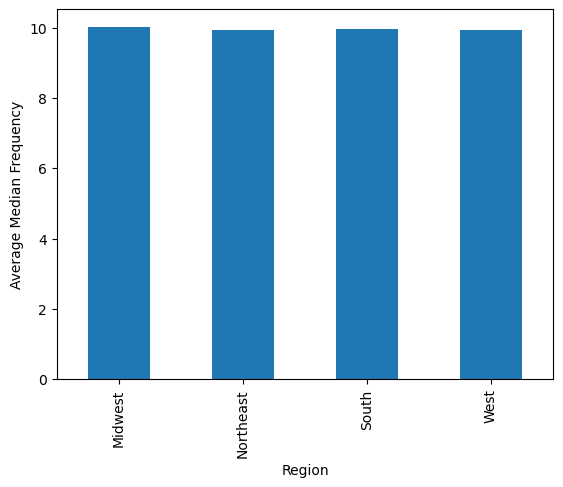 10
8
6
4
2
0
Average Median Frequency
Midwest
Northeast
South
West
Region